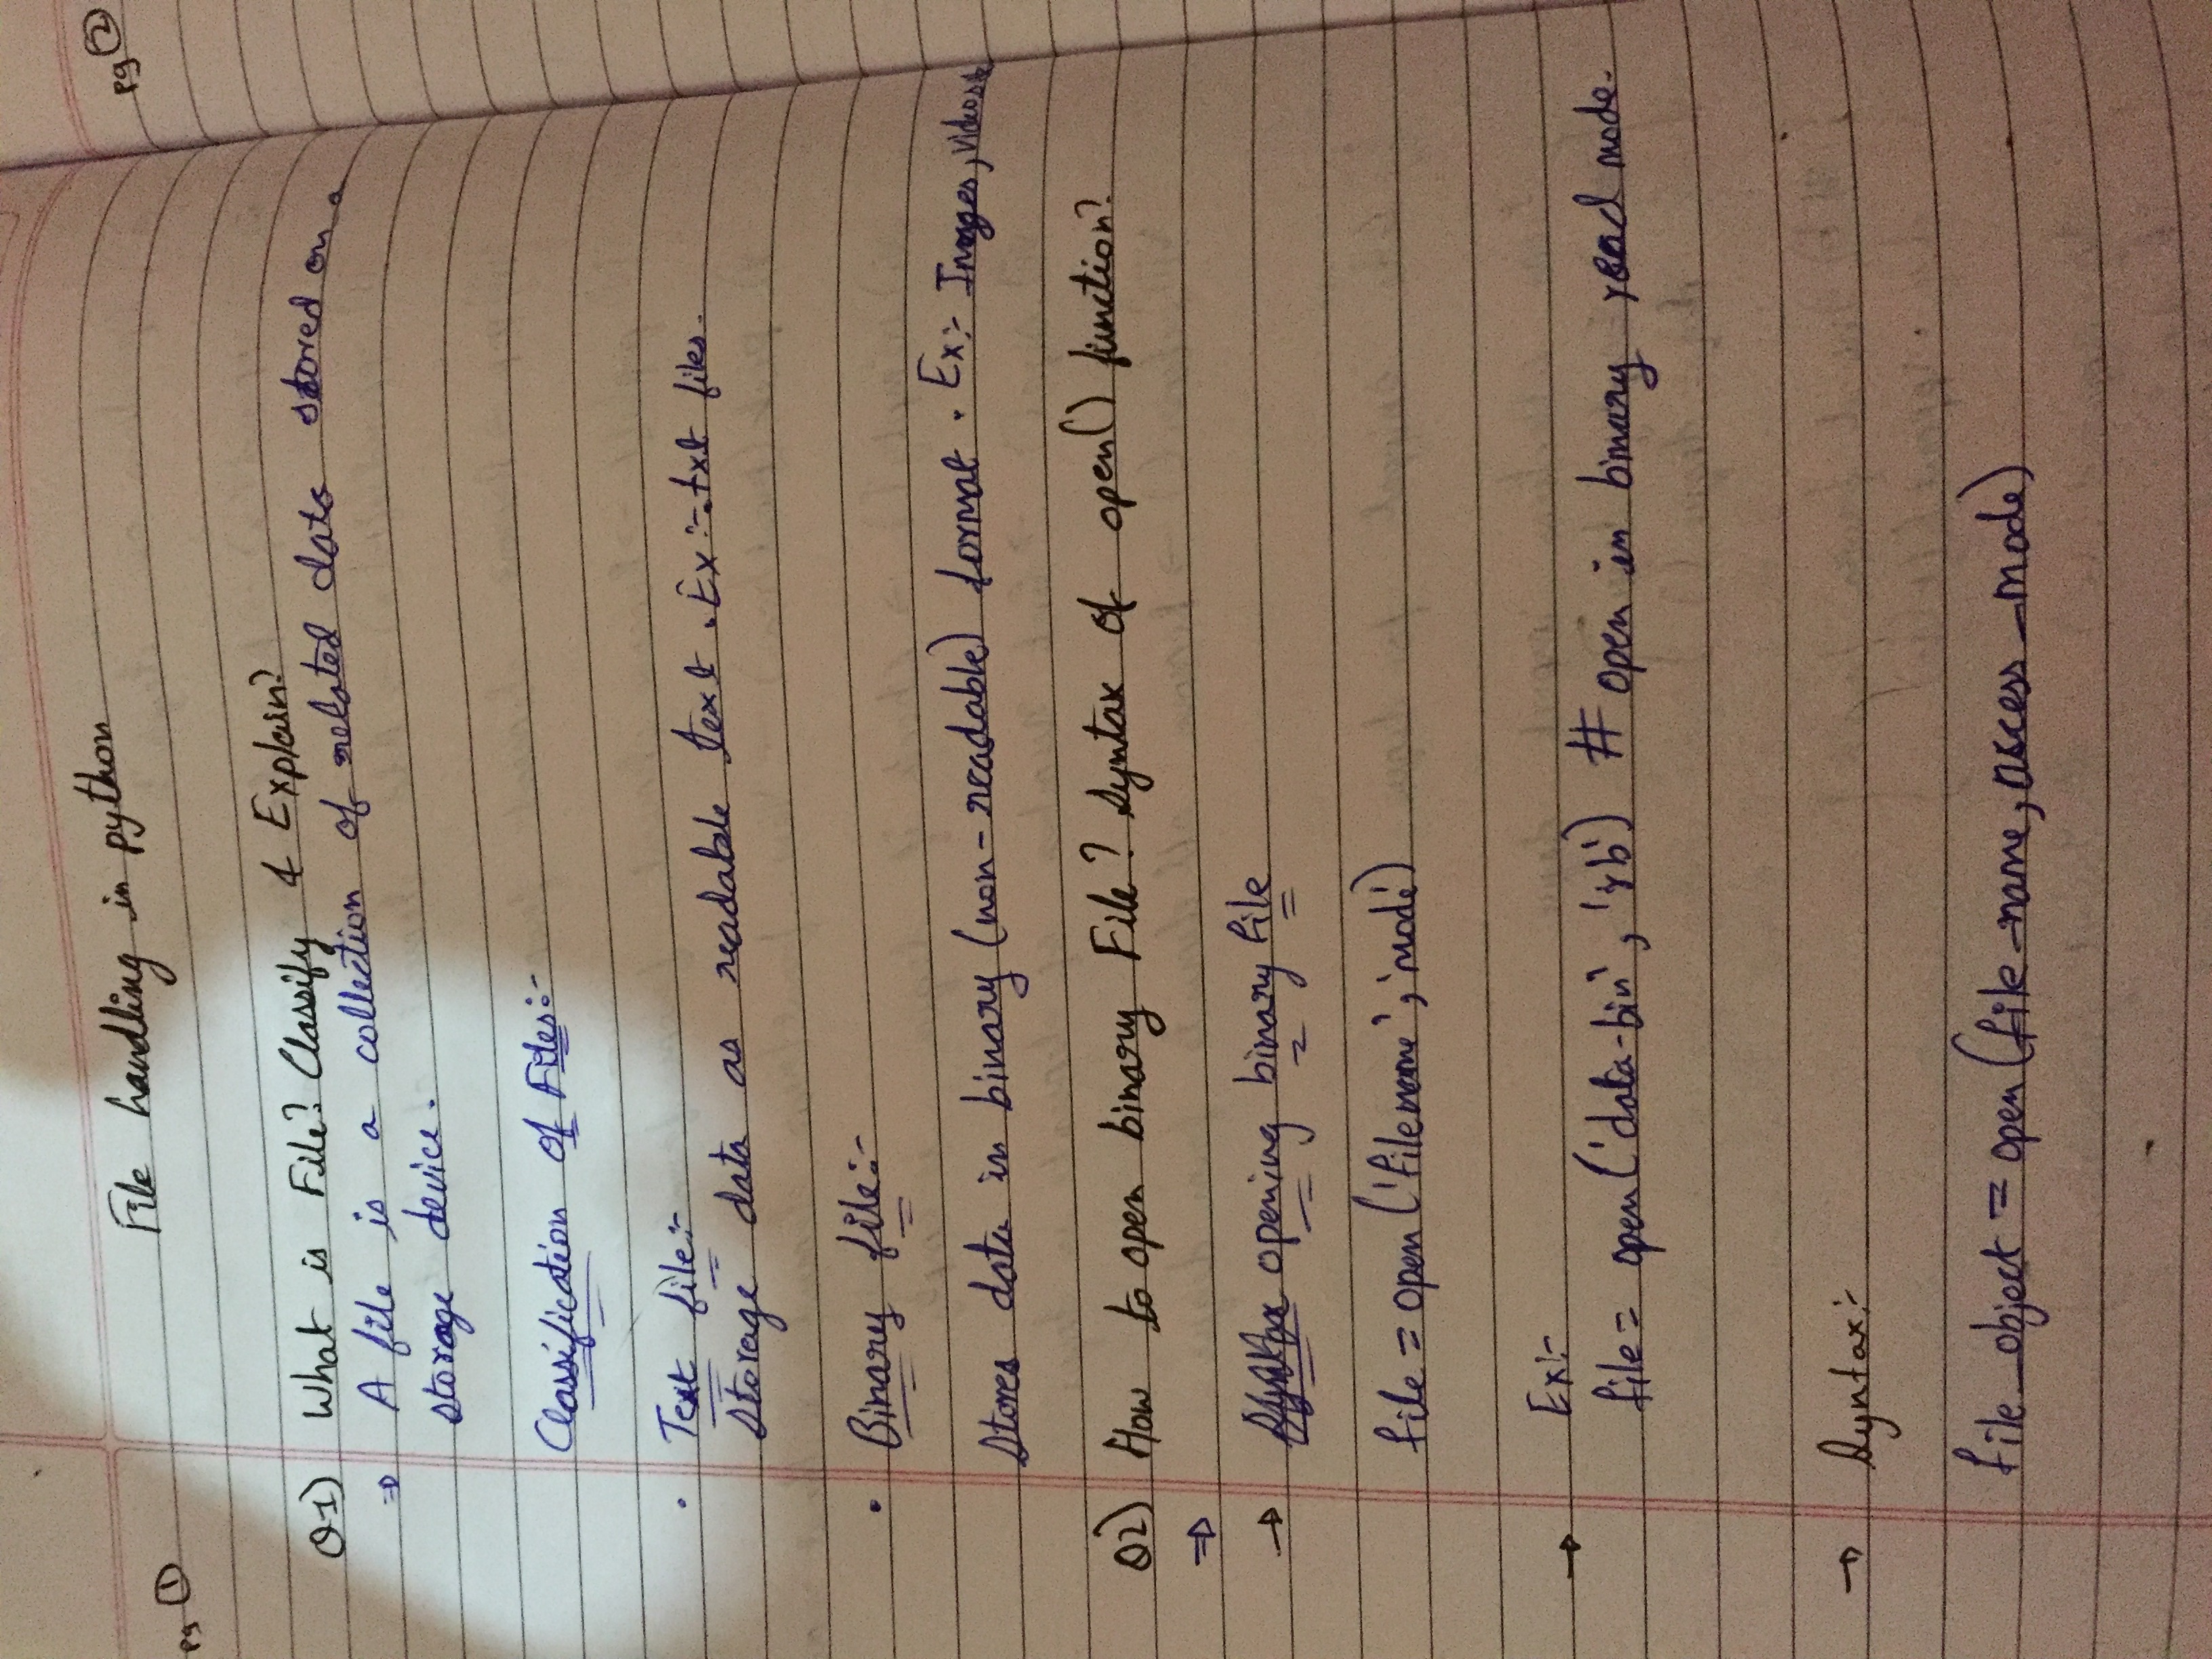 File handling in python
pg 1
pg 2
Q1) What is File? Classify & Explain?
⇒ A file is a collection of related data stored on a
storage device.
Classification of Files:-
• Text file:-
storage data as readable text. Ex:- .txt files.
• Binary file:-
stores data in binary (non-readable) format. Ex:- Images, videos
Q2) How to open binary File? Syntax of open() function?
⇒
→ opening binary file
file = open('filename', 'mode')
→ Ex:-
file = open('data-bin', 'rb') # open in binary read mode.
→ Syntax:-
file_object = open(file_name, access_mode)